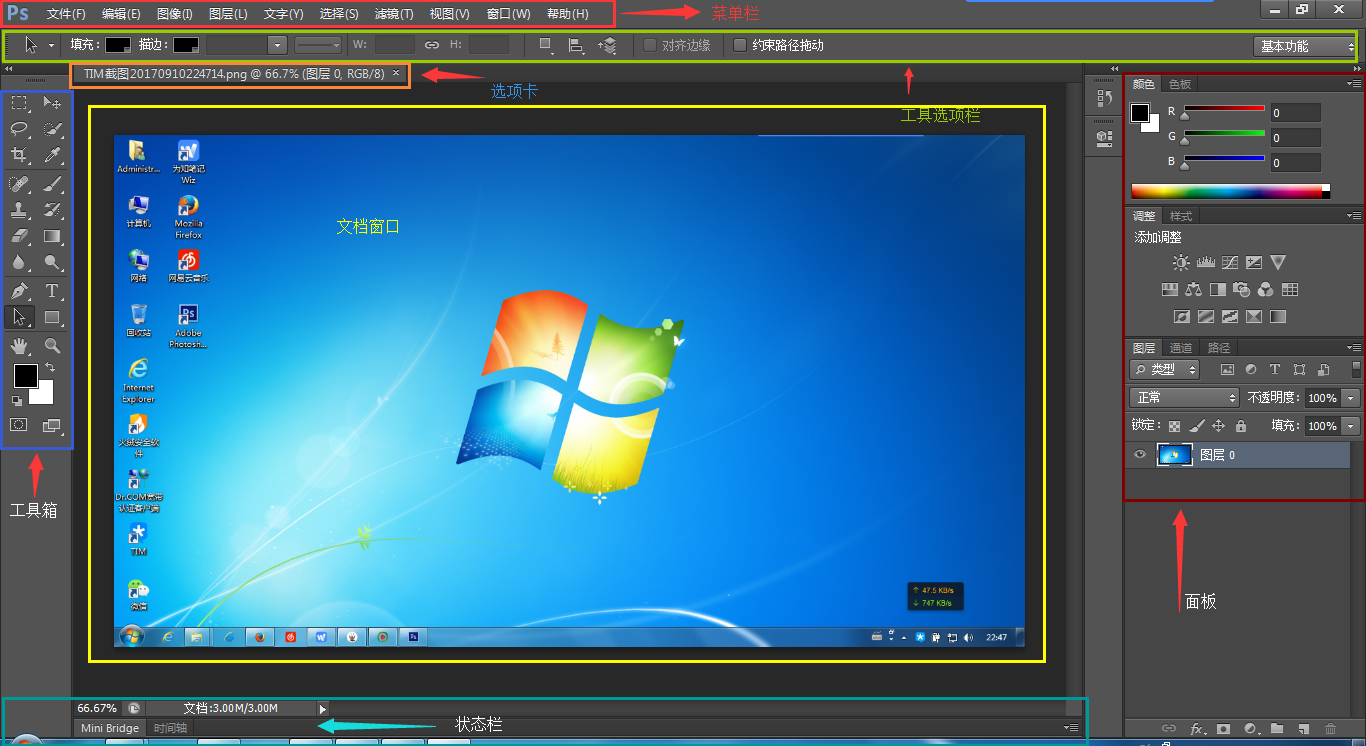 Ps 文件(F) 编辑(E) 图像(I) 图层(L) 文字(Y) 选择(S) 滤镜(T) 视图(V) 窗口(W) 帮助(H) 菜单栏
填充: 描边: W: H: 对齐边缘 约束路径拖动 基本功能
TIM截图20170910224714.png @ 66.7% (图层 0, RGB/8) ×
选项卡
工具选项栏
颜色 色板
R 0
G 0
B 0
调整 样式
添加调整
图层 通道 路径
类型
正常 不透明度: 100%
锁定: 填充: 100%
图层 0
面板
工具箱
文档窗口
Administr...
为知笔记
Wiz
计算机
Mozilla
Firefox
网络
网易云音乐
回收站
Adobe
Photosh...
Internet
Explorer
火绒安全软
件
Dr.COM宽带
认证客户端
TIM
微信
↑ 47.5 KB/s
↓ 747 KB/s
22:47
66.67% 文档:3.00M/3.00M
Mini Bridge 时间轴
状态栏
fx